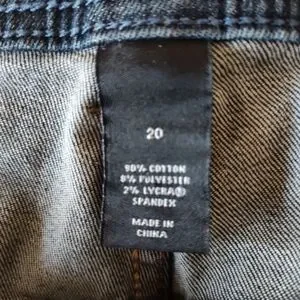 20
90% COTTON
8% POLYESTER
2% LYCRA®
SPANDEX
MADE IN
CHINA